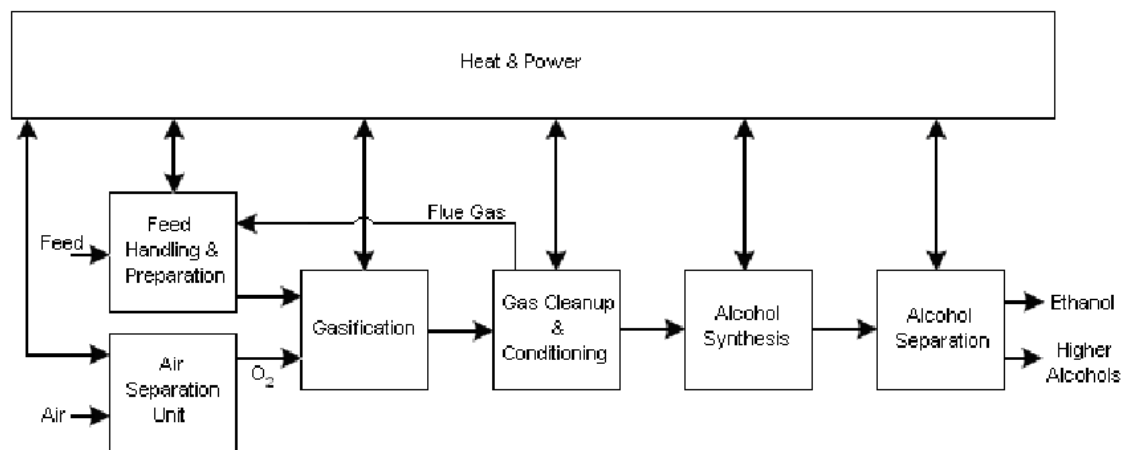 Heat & Power
Flue Gas
Feed
Feed
Handling &
Preparation
Gasification
Gas Cleanup
&
Conditioning
Alcohol
Synthesis
Alcohol
Separation
Ethanol
Higher
Alcohols
Air
Separation
Unit
O2
Air